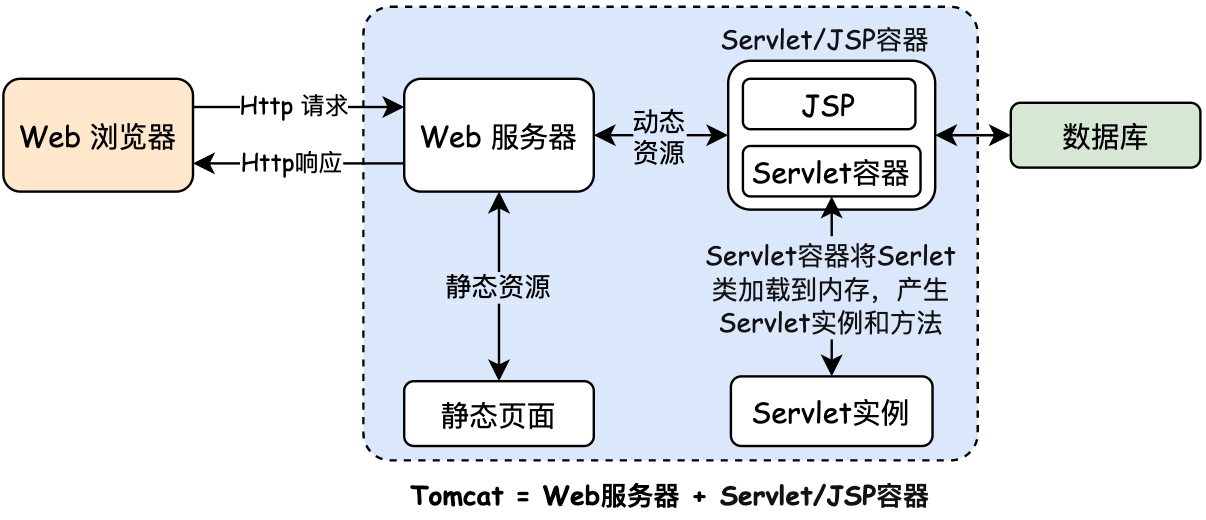 Servlet/JSP容器
Web 浏览器
Http 请求
Http响应
Web 服务器
动态
资源
JSP
Servlet容器
数据库
静态资源
Servlet容器将Serlet
类加载到内存，产生
Servlet实例和方法
静态页面
Servlet实例
Tomcat = Web服务器 + Servlet/JSP容器